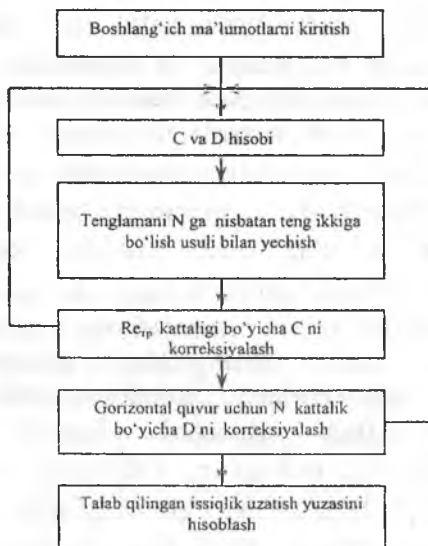 Boshlang'ich ma'lumotlarni kiritish
C va D hisobi
Tenglamani N ga nisbatan teng ikkiga
bo'lish usuli bilan yechish
Re_тр kattaligi bo'yicha C ni
korreksiyalash
Gorizontal quvur uchun N kattalik
bo'yicha D ni korreksiyalash
Talab qilingan issiqlik uzatish yuzasini
hisoblash